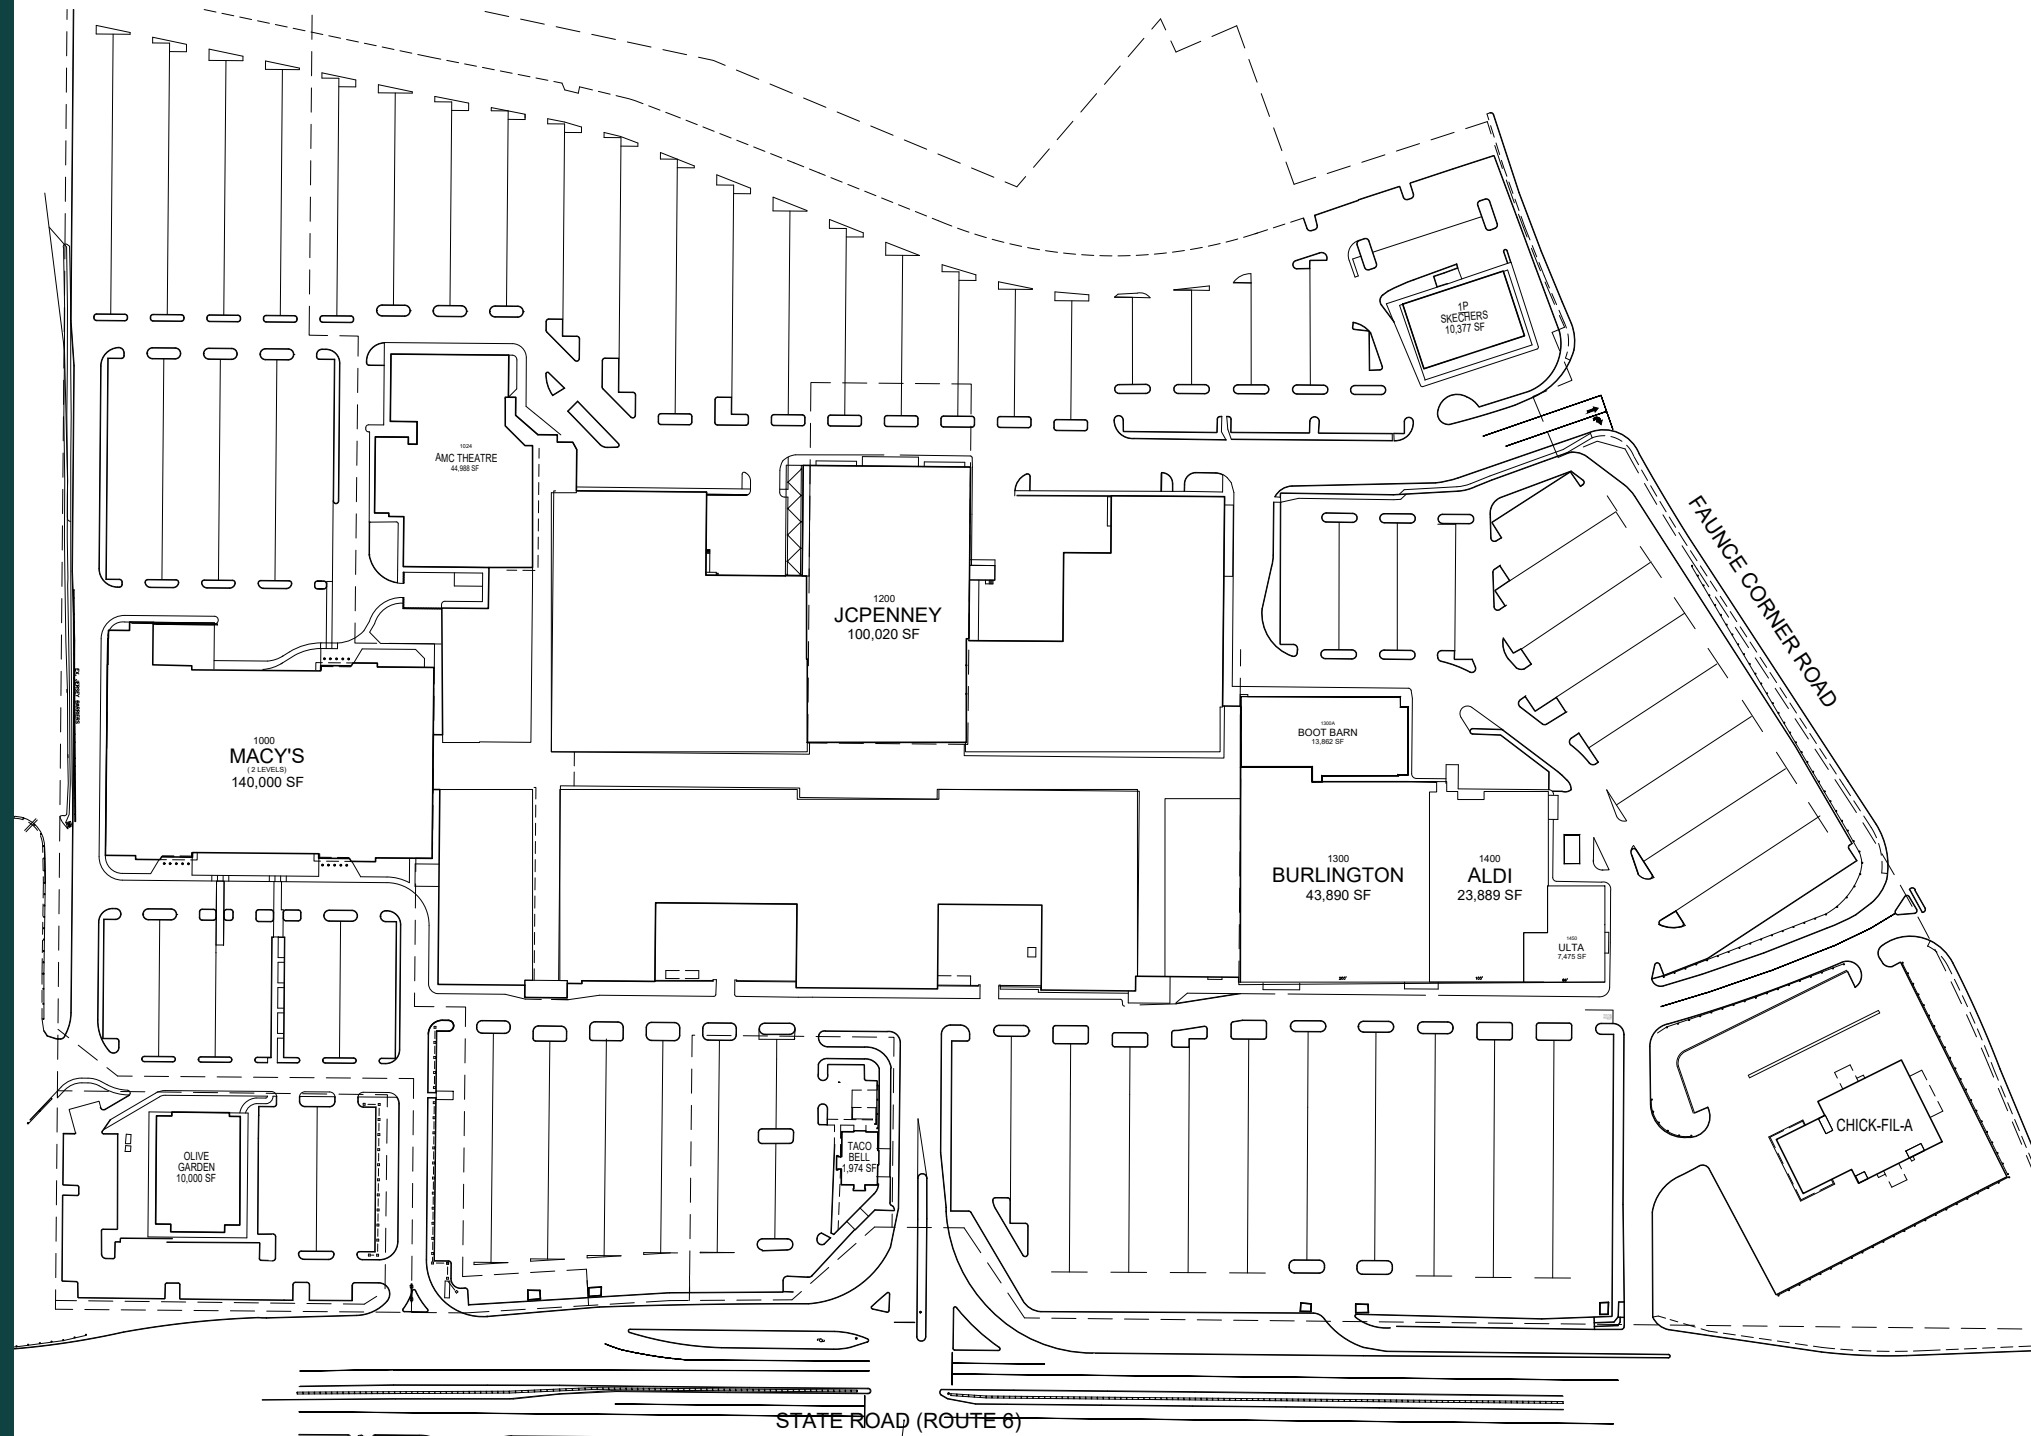 1P
SKECHERS
10,377 SF
1024
AMC THEATRE
44,988 SF
FAUNCE CORNER ROAD
1200
JCPENNEY
100,020 SF
1000
MACY'S
( 2 LEVELS)
140,000 SF
1300A
BOOT BARN
13,862 SF
1300
BURLINGTON
43,890 SF
1400
ALDI
23,889 SF
1450
ULTA
7,475 SF
CHICK-FIL-A
OLIVE
GARDEN
10,000 SF
TACO
BELL
1,974 SF
STATE ROAD (ROUTE 6)